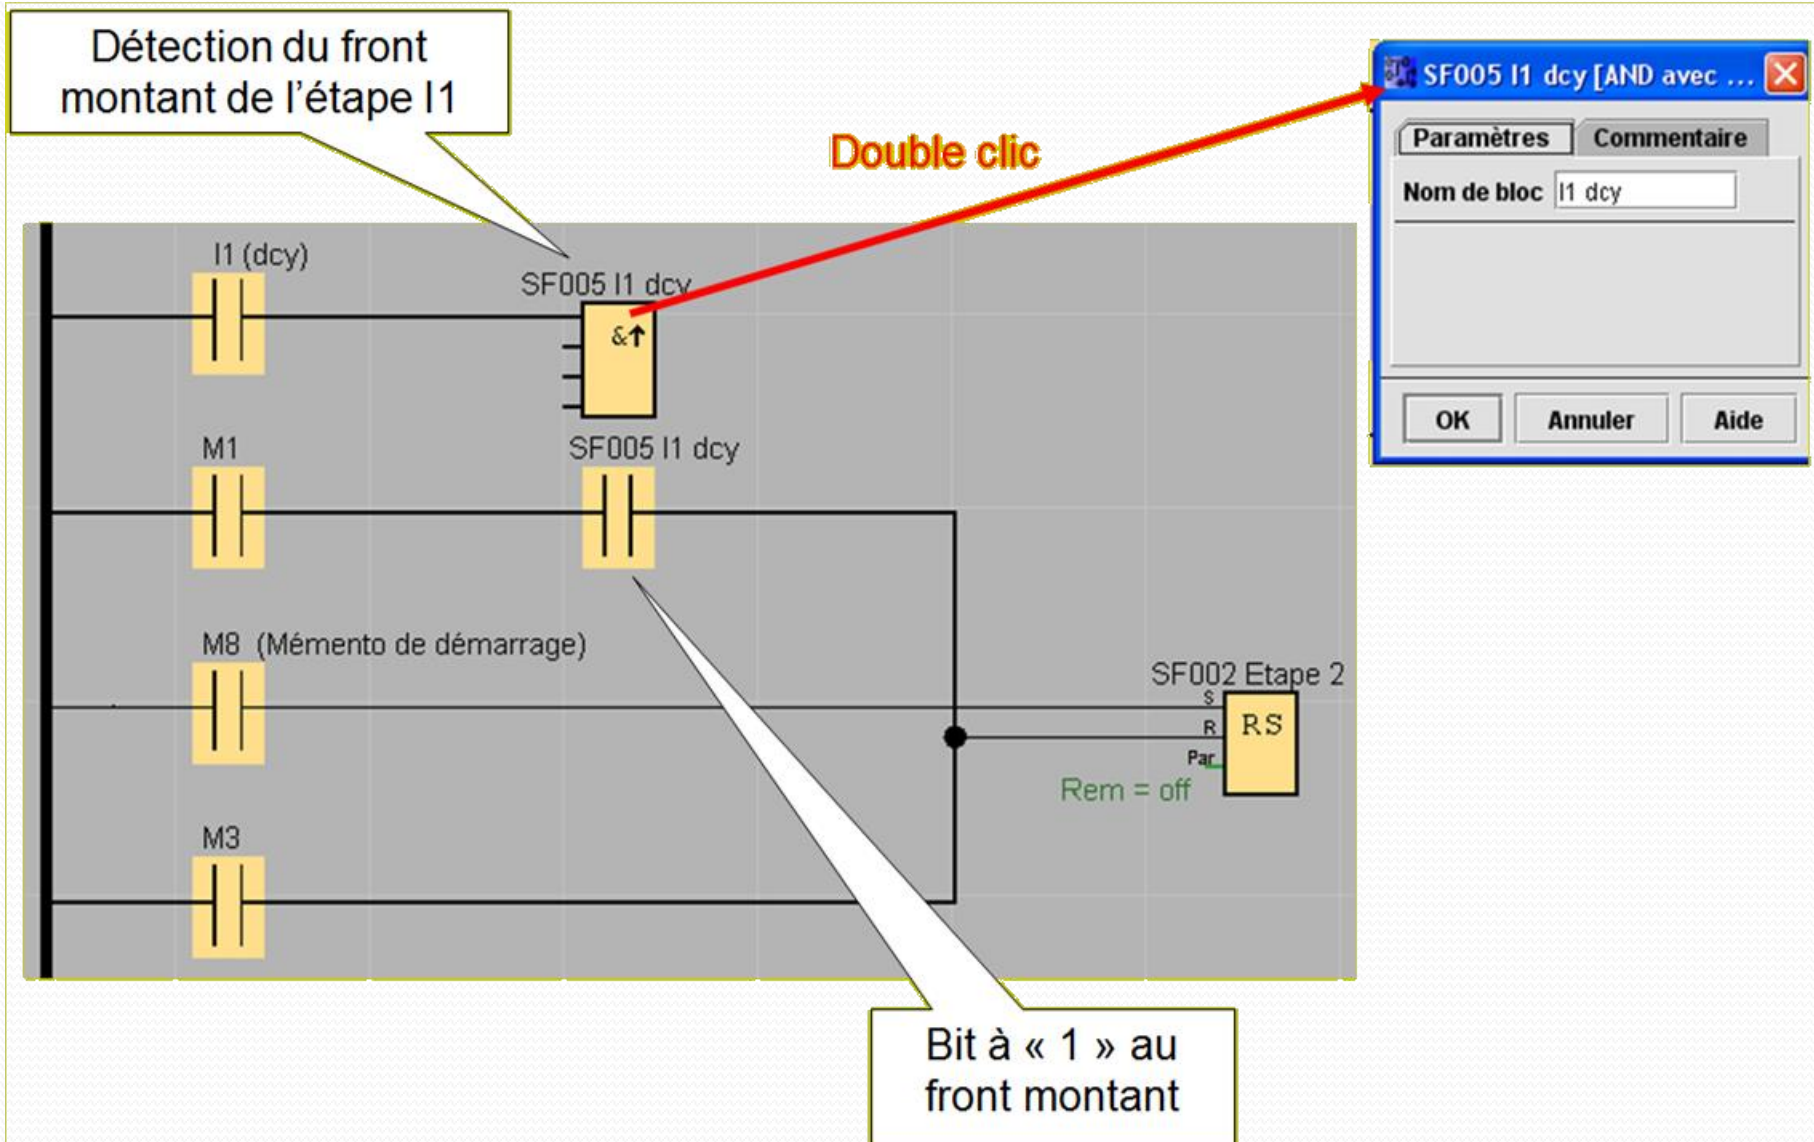 Détection du front
montant de l’étape I1
Double clic
SF005 I1 dcy [AND avec ...
Paramètres
Commentaire
Nom de bloc
I1 dcy
OK
Annuler
Aide
I1 (dcy)
SF005 I1 dcy
&↑
M1
SF005 I1 dcy
M8 (Mémento de démarrage)
SF002 Etape 2
S
R
RS
Par
Rem = off
M3
Bit à « 1 » au
front montant